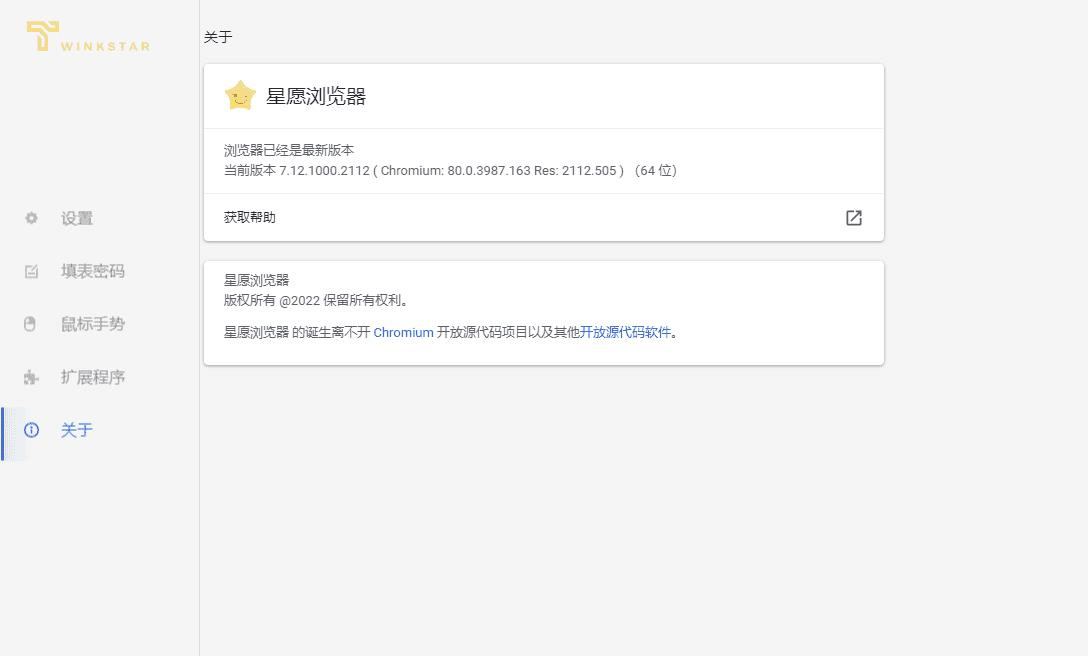 TWINKSTAR
关于
星愿浏览器
浏览器已经是最新版本
当前版本 7.12.1000.2112 ( Chromium: 80.0.3987.163 Res: 2112.505 ) （64 位）
获取帮助
星愿浏览器
版权所有 @2022 保留所有权利。
星愿浏览器 的诞生离不开 Chromium 开放源代码项目以及其他开放源代码软件。
设置
填表密码
鼠标手势
扩展程序
关于